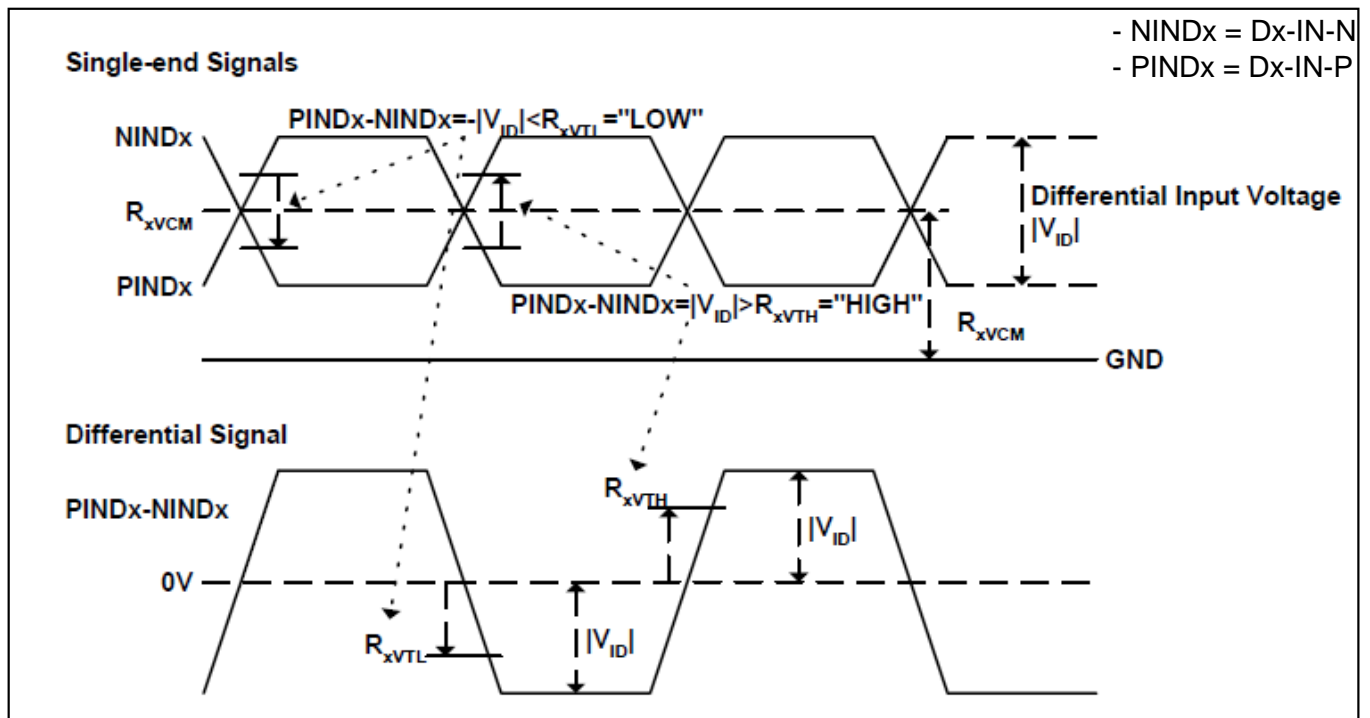 - NINDx = Dx-IN-N
- PINDx = Dx-IN-P
Single-end Signals
PINDx-NINDx=-|VID|<RxVTL="LOW"
NINDx
RxVCM
PINDx
Differential Input Voltage
|VID|
PINDx-NINDx=|VID|>RxVTH="HIGH"
RxVCM
GND
Differential Signal
PINDx-NINDx
RxVTH
|VID|
0V
RxVTL
|VID|